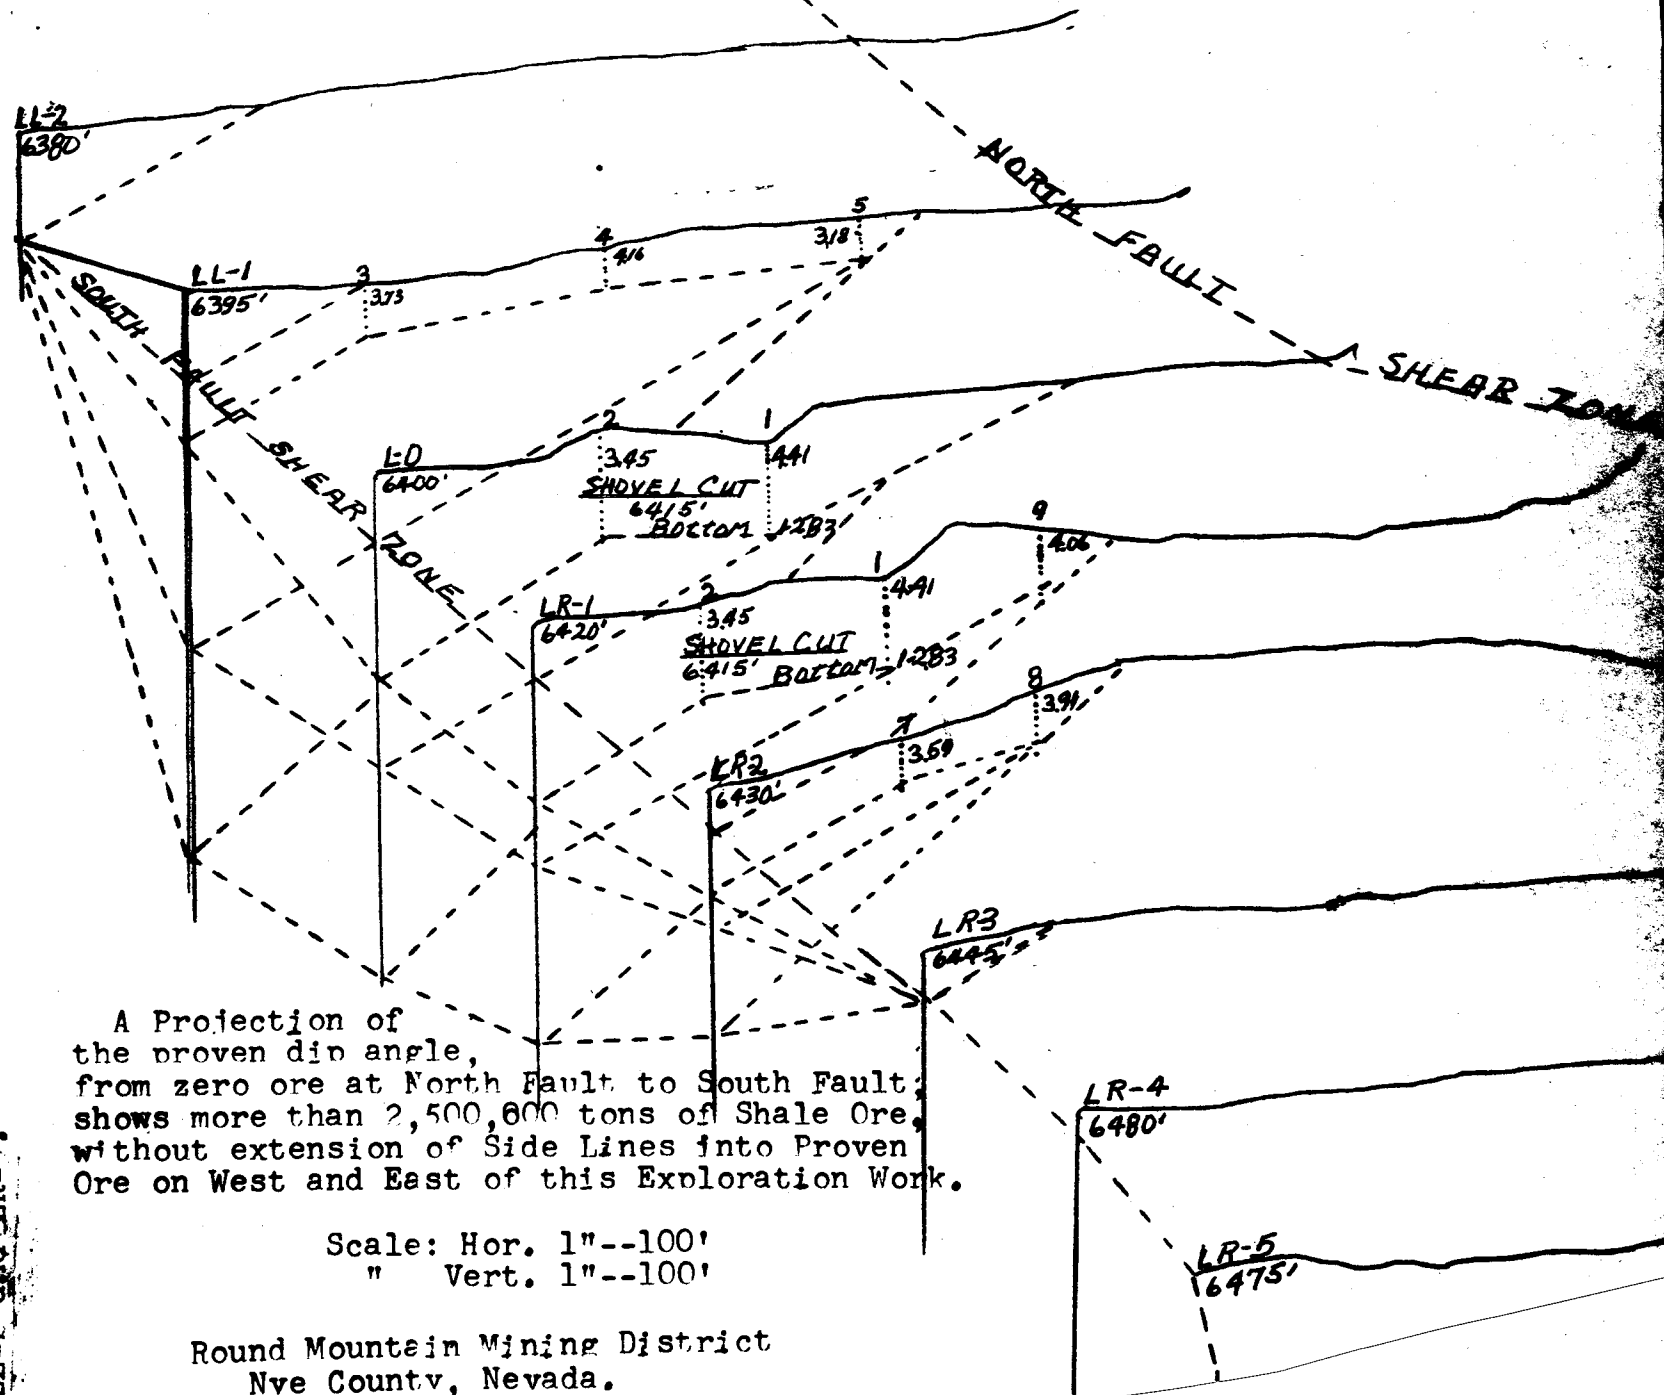 LL-2
6380'
NORTH FAULT SHEAR ZONE
LL-1
6395'
3
3.73
4
4.16
5
3.18
SOUTH FAULT SHEAR ZONE
L-0
6400'
2
3.45
1
4.41
SHOVEL CUT
6415'
Bottom 1-2B3
LR-1
6420'
2
3.45
1
4.41
SHOVEL CUT
6415' Bottom 1-2B3
9
4.06
LR2
6430'
7
3.69
8
3.91
LR3
6445'
A Projection of
the proven dip angle,
from zero ore at North Fault to South Fault
shows more than 2,500,000 tons of Shale Ore,
without extension of Side Lines into Proven
Ore on West and East of this Exploration Work.
LR-4
6480'
LR-5
6475'
Scale: Hor. 1"--100'
" Vert. 1"--100'
Round Mountain Mining District
Nye County, Nevada.